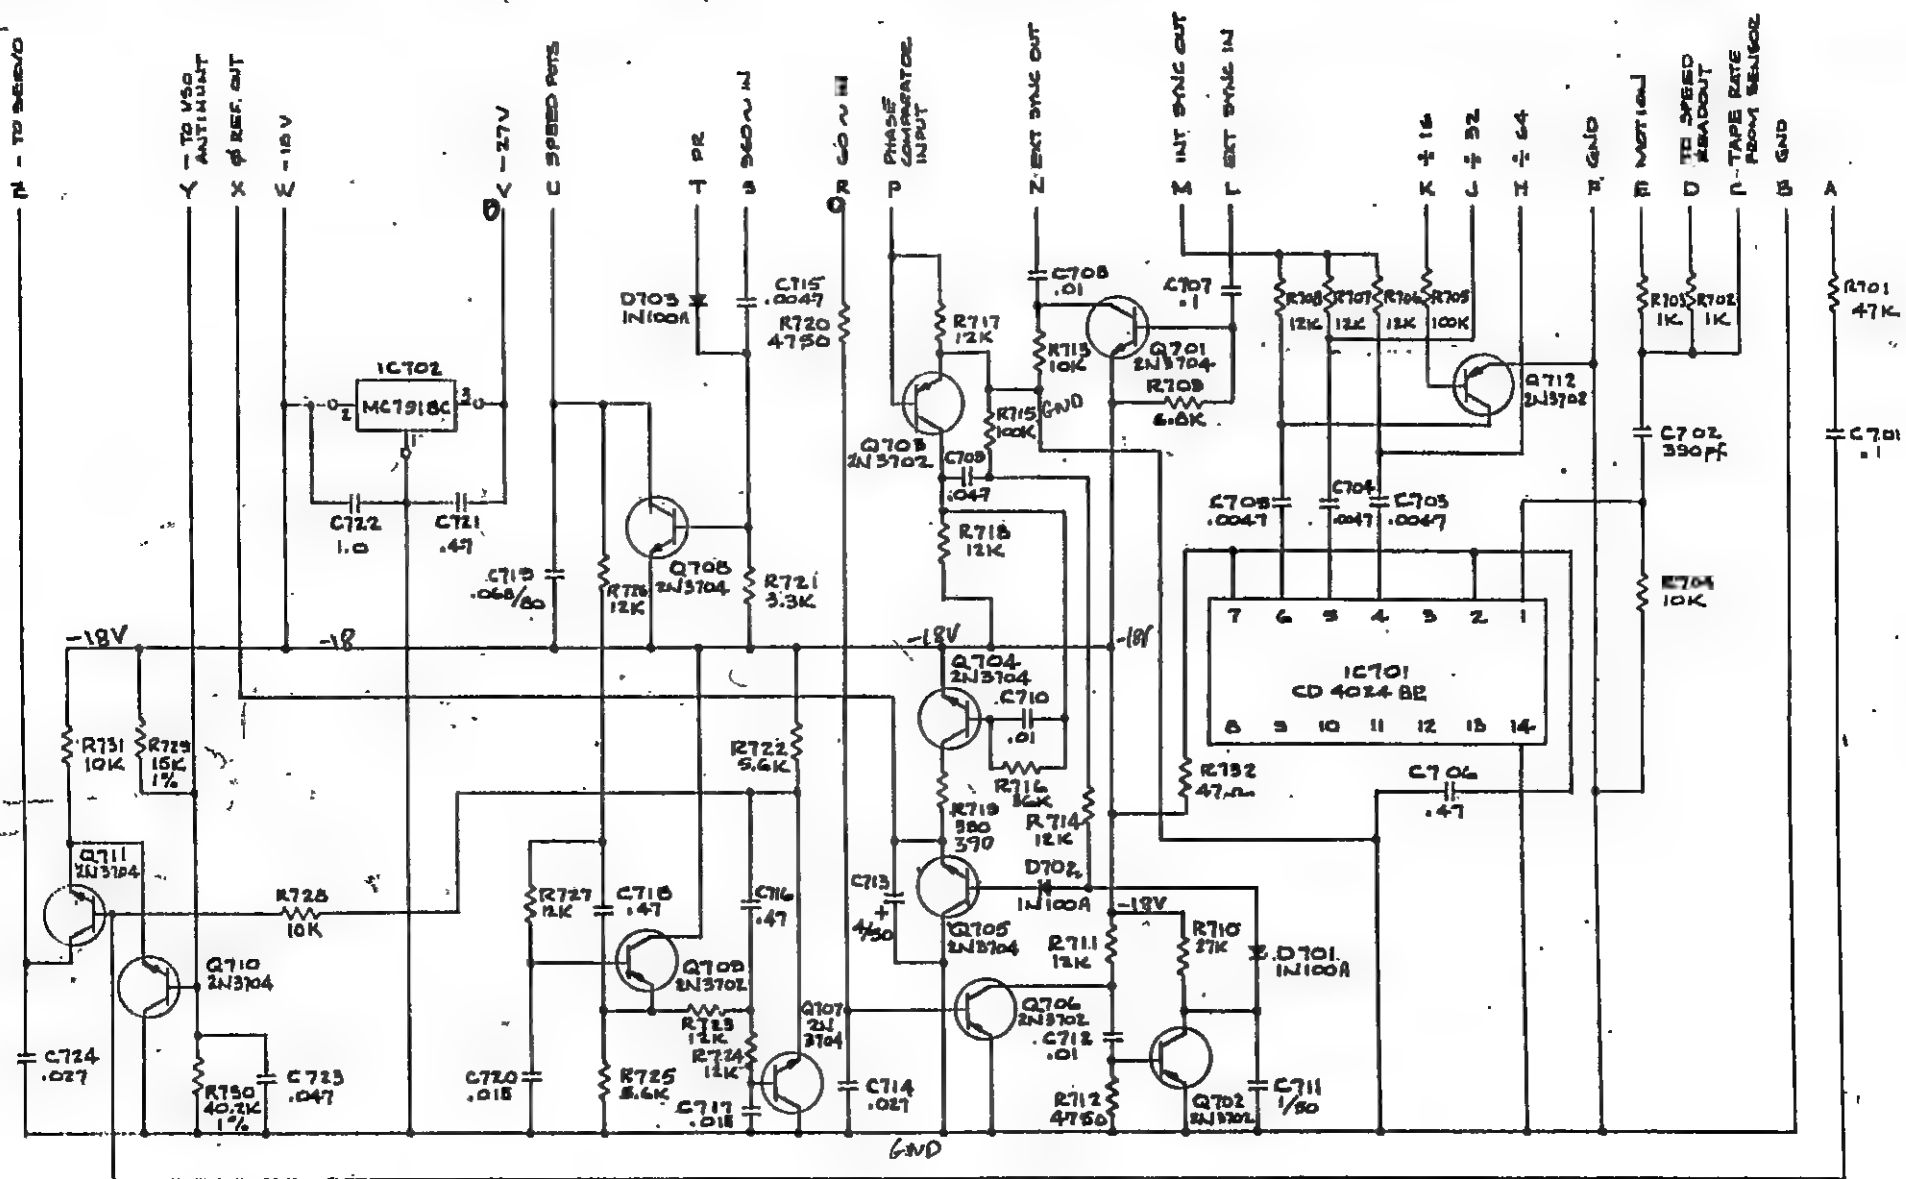 Z - TO SERVO
Y - TO VSO
ANTIHUNT
X Ø REF. OUT
W -18V
V -27V
U SPEED POTS
T PR
S 960~IN
R 60~
PHASE
COMPARATOR
INPUT
P
N EXT SYNC OUT
M INT SYNC OUT
L EXT SYNC IN
K ÷ 16
J ÷ 32
H ÷ 64
F GND
E MOTION
D TO SPEED
READOUT
C TAPE RATE
FROM SENSOR
B GND
A
D703
1N100A
C715
.0047
R720
4750
R717
12K
C708
.01
C707
.1
R708
12K
R707
12K
R706
12K
R705
100K
R703
1K
R702
1K
R701
47K
IC702
MC7918C
2
3
1
C722
1.0
C721
.47
C719
.068/80
R726
12K
Q708
2N3704
R721
3.3K
Q703
2N3702
R713
10K
R715
100K
GND
Q701
2N3704
R709
6.8K
Q712
2N3702
C709
.047
R718
12K
C705
.0047
C704
.0047
C703
.0047
C702
390pf
C701
.1
R704
10K
7 6 5 4 3 2 1
IC701
CD 4024 BE
8 9 10 11 12 13 14
-18V
-18
-18V
-18V
Q704
2N3704
C710
.01
R716
R731
10K
R729
15K
1%
R722
5.6K
R719
390
R714
12K
R732
47Ω
C706
.47
Q711
2N3704
R728
10K
R727
12K
C718
.47
C716
.47
C713
+
D702
1N100A
-18V
Q705
2N3704
R711
12K
R710
27K
D701
1N100A
Q710
2N3704
Q709
2N3702
R723
12K
R724
12K
Q707
2N
3704
Q706
2N3702
C712
.01
C724
.027
R730
40.2K
1%
C723
.047
C720
.018
R725
5.6K
C717
.018
C714
.027
R712
4750
Q702
2N3702
C711
1/50
GND